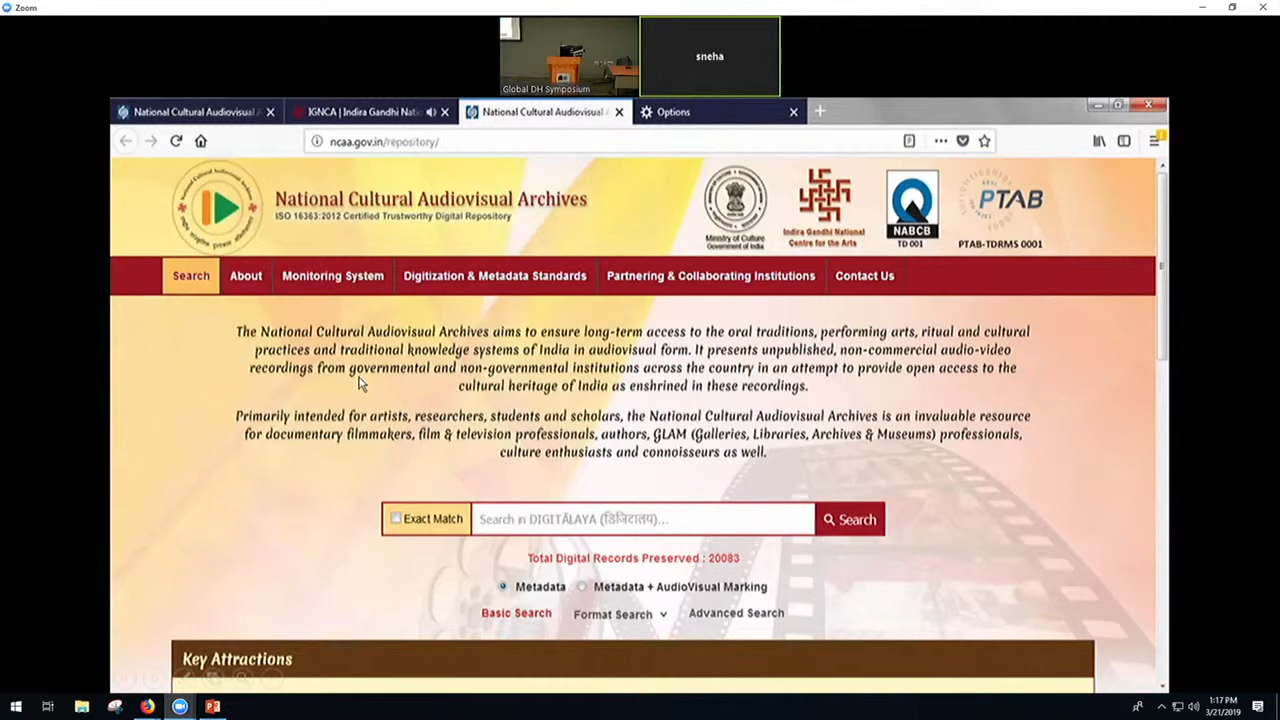 Zoom
sneha
Global DH Symposium
National Cultural Audiovisual A
IGNCA | Indira Gandhi Natio
National Cultural Audiovisual
Options
ncaa.gov.in/repository/
National Cultural Audiovisual Archives
ISO 16363:2012 Certified Trustworthy Digital Repository
Ministry of Culture
Government of India
Indira Gandhi National
Centre for the Arts
NABCB
TD 001
PTAB
PTAB-TDRMS 0001
Search
About
Monitoring System
Digitization & Metadata Standards
Partnering & Collaborating Institutions
Contact Us
The National Cultural Audiovisual Archives aims to ensure long-term access to the oral traditions, performing arts, ritual and cultural
practices and traditional knowledge systems of India in audiovisual form. It presents unpublished, non-commercial audio-video
recordings from governmental and non-governmental institutions across the country in an attempt to provide open access to the
cultural heritage of India as enshrined in these recordings.
Primarily intended for artists, researchers, students and scholars, the National Cultural Audiovisual Archives is an invaluable resource
for documentary filmmakers, film & television professionals, authors, GLAM (Galleries, Libraries, Archives & Museums) professionals,
culture enthusiasts and connoisseurs as well.
Exact Match
Search in DIGITĀLAYA (डिजिटालय)...
Search
Total Digital Records Preserved : 20083
Metadata
Metadata + AudioVisual Marking
Basic Search
Format Search
Advanced Search
Key Attractions
1:17 PM
3/21/2019